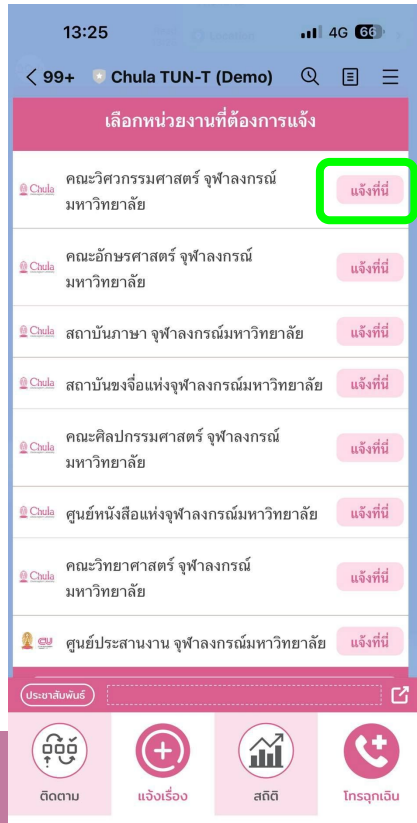 13:25
4G 66
99+ Chula TUN-T (Demo)
เลือกหน่วยงานที่ต้องการแจ้ง
Chula คณะวิศวกรรมศาสตร์ จุฬาลงกรณ์ แจ้งที่นี่
มหาวิทยาลัย
Chula คณะอักษรศาสตร์ จุฬาลงกรณ์ แจ้งที่นี่
มหาวิทยาลัย
Chula สถาบันภาษา จุฬาลงกรณ์มหาวิทยาลัย แจ้งที่นี่
Chula สถาบันขงจื่อแห่งจุฬาลงกรณ์มหาวิทยาลัย แจ้งที่นี่
Chula คณะศิลปกรรมศาสตร์ จุฬาลงกรณ์ แจ้งที่นี่
มหาวิทยาลัย
Chula ศูนย์หนังสือแห่งจุฬาลงกรณ์มหาวิทยาลัย แจ้งที่นี่
Chula คณะวิทยาศาสตร์ จุฬาลงกรณ์ แจ้งที่นี่
มหาวิทยาลัย
ศูนย์ประสานงาน จุฬาลงกรณ์มหาวิทยาลัย แจ้งที่นี่
ประชาสัมพันธ์
ติดตาม แจ้งเรื่อง สถิติ โทรฉุกเฉิน